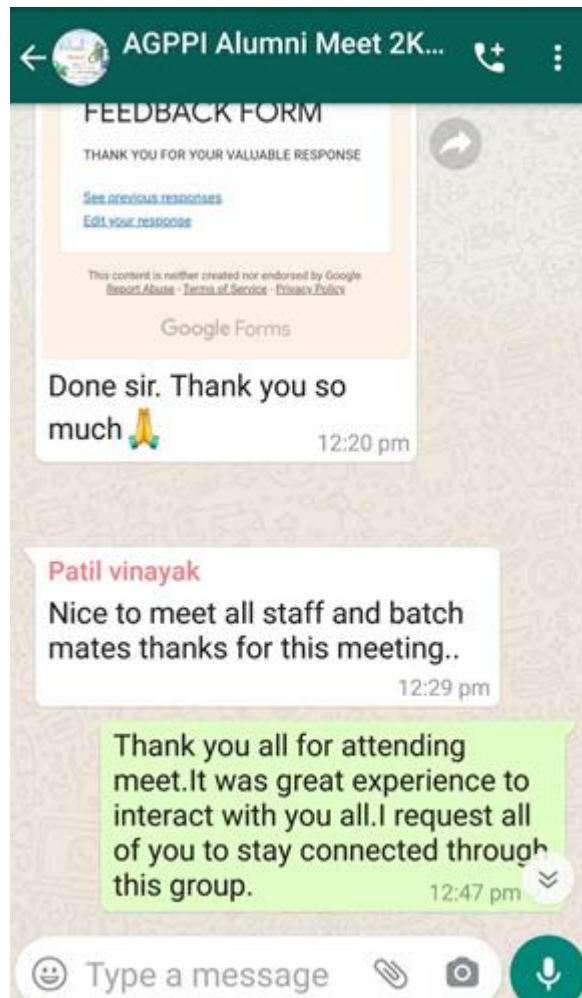 AGPPI Alumni Meet 2K...
FEEDBACK FORM
THANK YOU FOR YOUR VALUABLE RESPONSE
See previous responses
Edit your response
This content is neither created nor endorsed by Google
Report Abuse - Terms of Service - Privacy Policy
Google Forms
Done sir. Thank you so
much🙏
12:20 pm
Patil vinayak
Nice to meet all staff and batch
mates thanks for this meeting..
12:29 pm
Thank you all for attending
meet.It was great experience to
interact with you all.I request all
of you to stay connected through
this group.
12:47 pm
Type a message